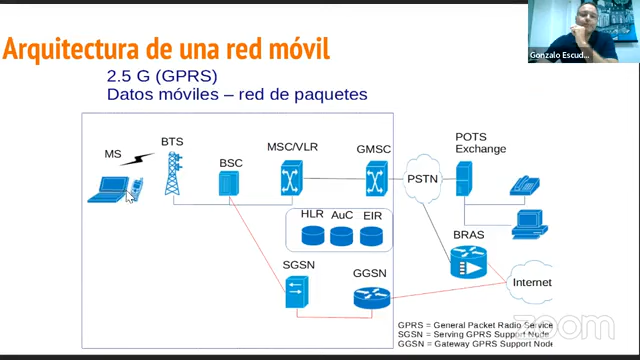 Arquitectura de una red móvil
Gonzalo Escud...
2.5 G (GPRS)
Datos móviles – red de paquetes
MS
BTS
BSC
MSC/VLR
GMSC
POTS
Exchange
PSTN
HLR
AuC
EIR
BRAS
SGSN
GGSN
Internet
GPRS = General Packet Radio Service
SGSN = Serving GPRS Support Node
GGSN = Gateway GPRS Support Node
zoom